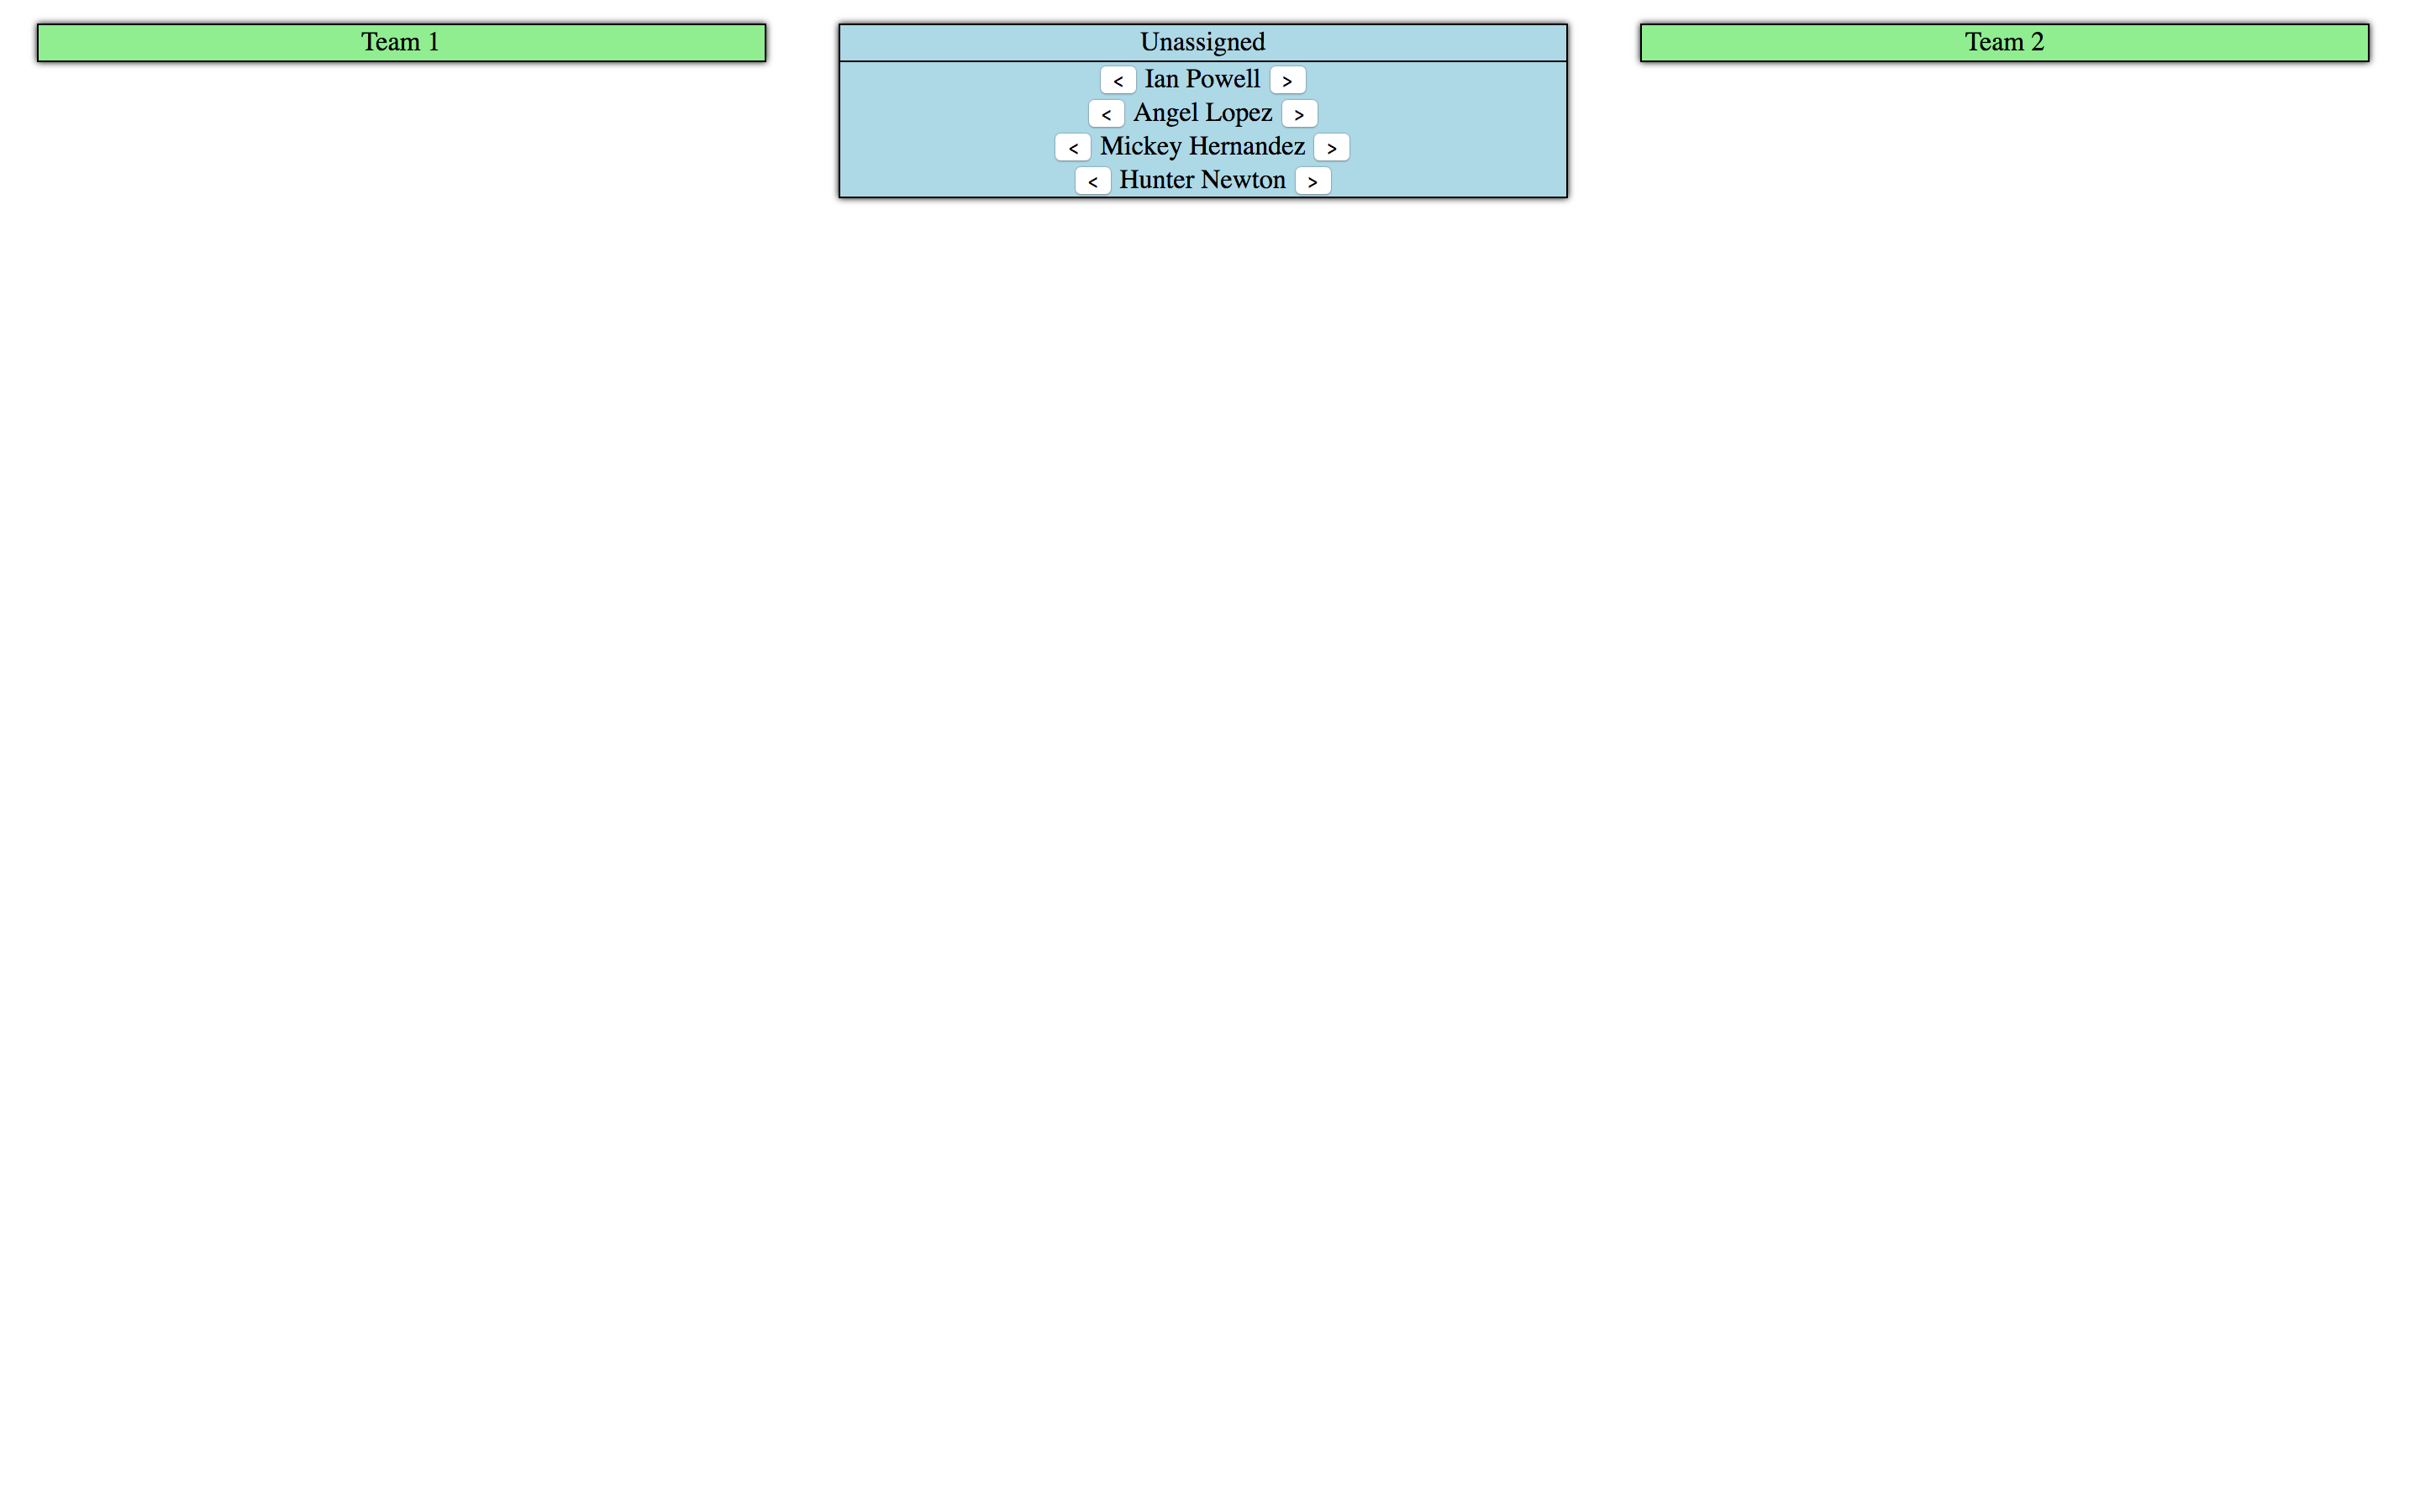 Team 1
Unassigned
< Ian Powell >
< Angel Lopez >
< Mickey Hernandez >
< Hunter Newton >
Team 2